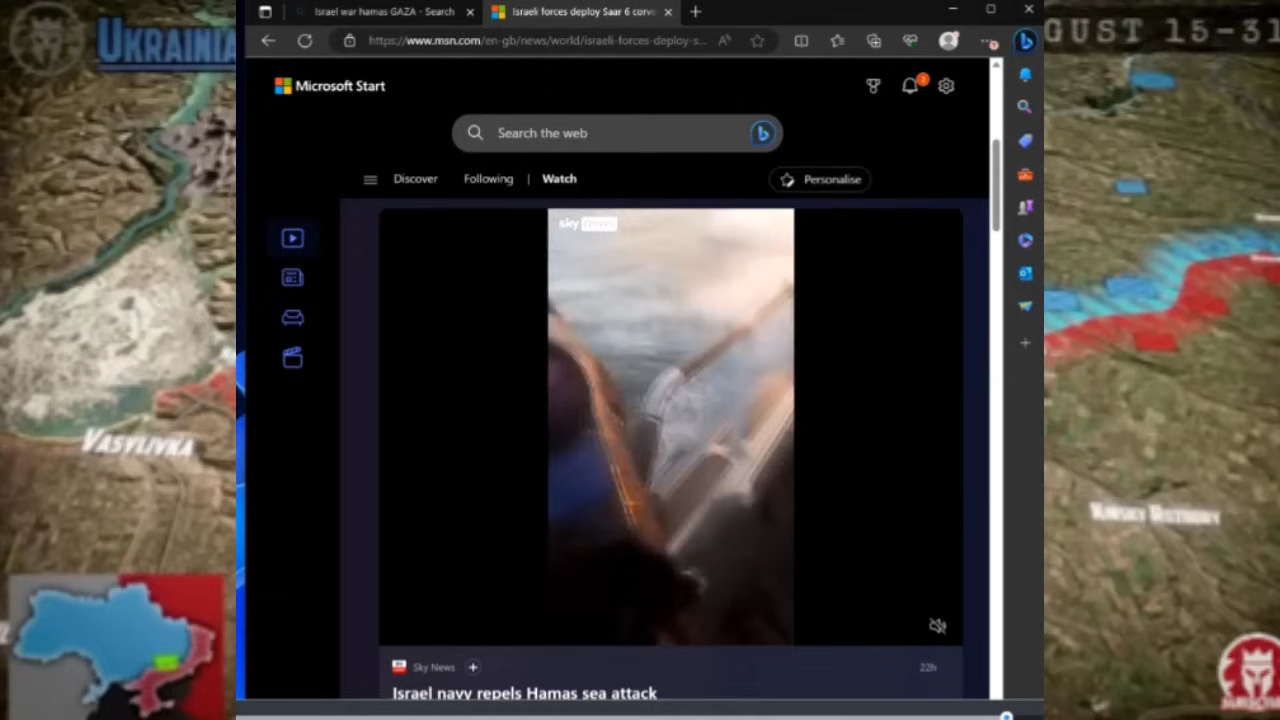 Israel war hamas GAZA - Search
Israeli forces deploy Saar 6 corve
UKRAINIA
GUST 15-31
https://www.msn.com/en-gb/news/world/israeli-forces-deploy-s...
Microsoft Start
Search the web
Discover
Following
Watch
Personalise
sky news
VASYLIVKA
Sky News
22h
Israel navy repels Hamas sea attack